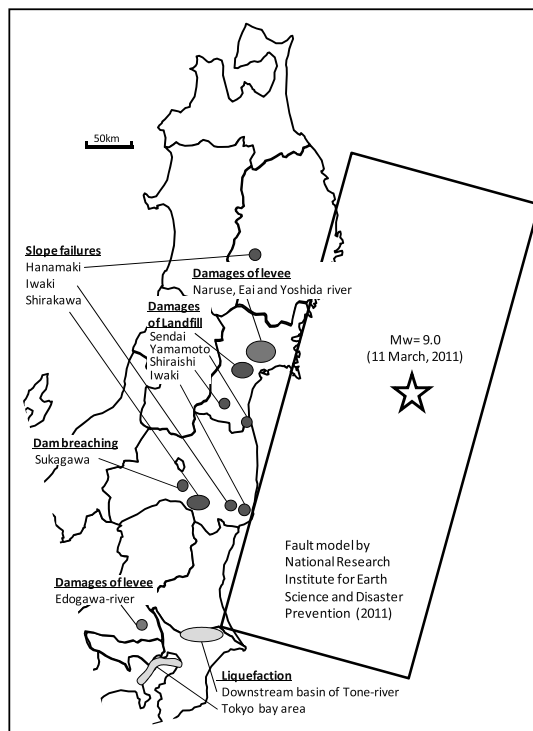 50km
Slope failures
Hanamaki
Iwaki
Shirakawa
Damages of levee
Naruse, Eai and Yoshida river
Damages
of Landfill
Sendai
Yamamoto
Shiraishi
Iwaki
Mw= 9.0
(11 March, 2011)
Dam breaching
Sukagawa
Fault model by
National Research
Institute for Earth
Science and Disaster
Prevention (2011)
Damages of levee
Edogawa-river
Liquefaction
Downstream basin of Tone-river
Tokyo bay area